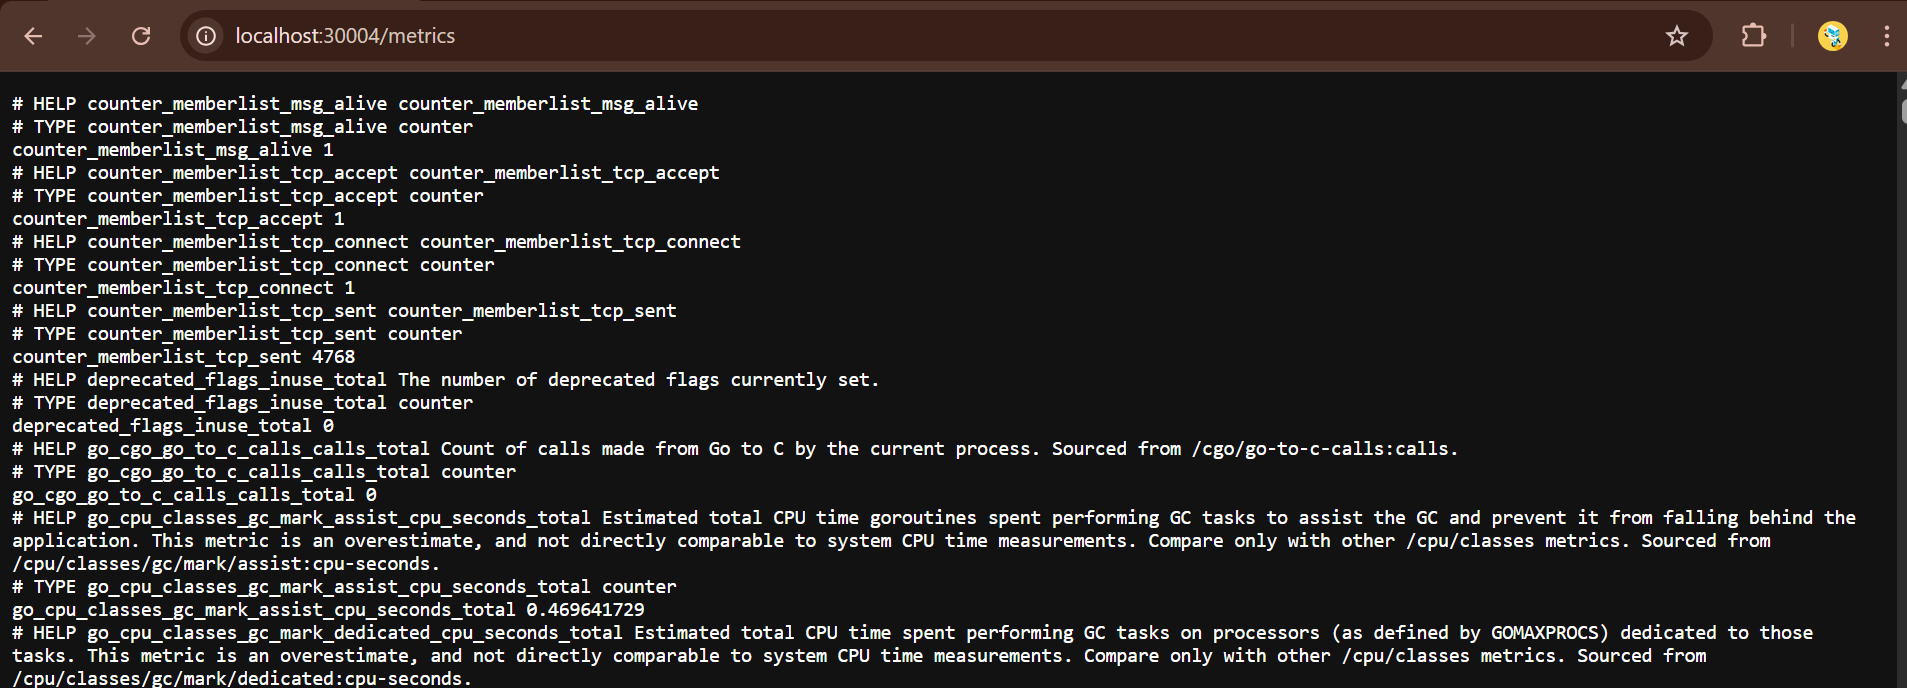 localhost:30004/metrics
# HELP counter_memberlist_msg_alive counter_memberlist_msg_alive
# TYPE counter_memberlist_msg_alive counter
counter_memberlist_msg_alive 1
# HELP counter_memberlist_tcp_accept counter_memberlist_tcp_accept
# TYPE counter_memberlist_tcp_accept counter
counter_memberlist_tcp_accept 1
# HELP counter_memberlist_tcp_connect counter_memberlist_tcp_connect
# TYPE counter_memberlist_tcp_connect counter
counter_memberlist_tcp_connect 1
# HELP counter_memberlist_tcp_sent counter_memberlist_tcp_sent
# TYPE counter_memberlist_tcp_sent counter
counter_memberlist_tcp_sent 4768
# HELP deprecated_flags_inuse_total The number of deprecated flags currently set.
# TYPE deprecated_flags_inuse_total counter
deprecated_flags_inuse_total 0
# HELP go_cgo_go_to_c_calls_calls_total Count of calls made from Go to C by the current process. Sourced from /cgo/go-to-c-calls:calls.
# TYPE go_cgo_go_to_c_calls_calls_total counter
go_cgo_go_to_c_calls_calls_total 0
# HELP go_cpu_classes_gc_mark_assist_cpu_seconds_total Estimated total CPU time goroutines spent performing GC tasks to assist the GC and prevent it from falling behind the
application. This metric is an overestimate, and not directly comparable to system CPU time measurements. Compare only with other /cpu/classes metrics. Sourced from
/cpu/classes/gc/mark/assist:cpu-seconds.
# TYPE go_cpu_classes_gc_mark_assist_cpu_seconds_total counter
go_cpu_classes_gc_mark_assist_cpu_seconds_total 0.469641729
# HELP go_cpu_classes_gc_mark_dedicated_cpu_seconds_total Estimated total CPU time spent performing GC tasks on processors (as defined by GOMAXPROCS) dedicated to those
tasks. This metric is an overestimate, and not directly comparable to system CPU time measurements. Compare only with other /cpu/classes metrics. Sourced from
/cpu/classes/gc/mark/dedicated:cpu-seconds.